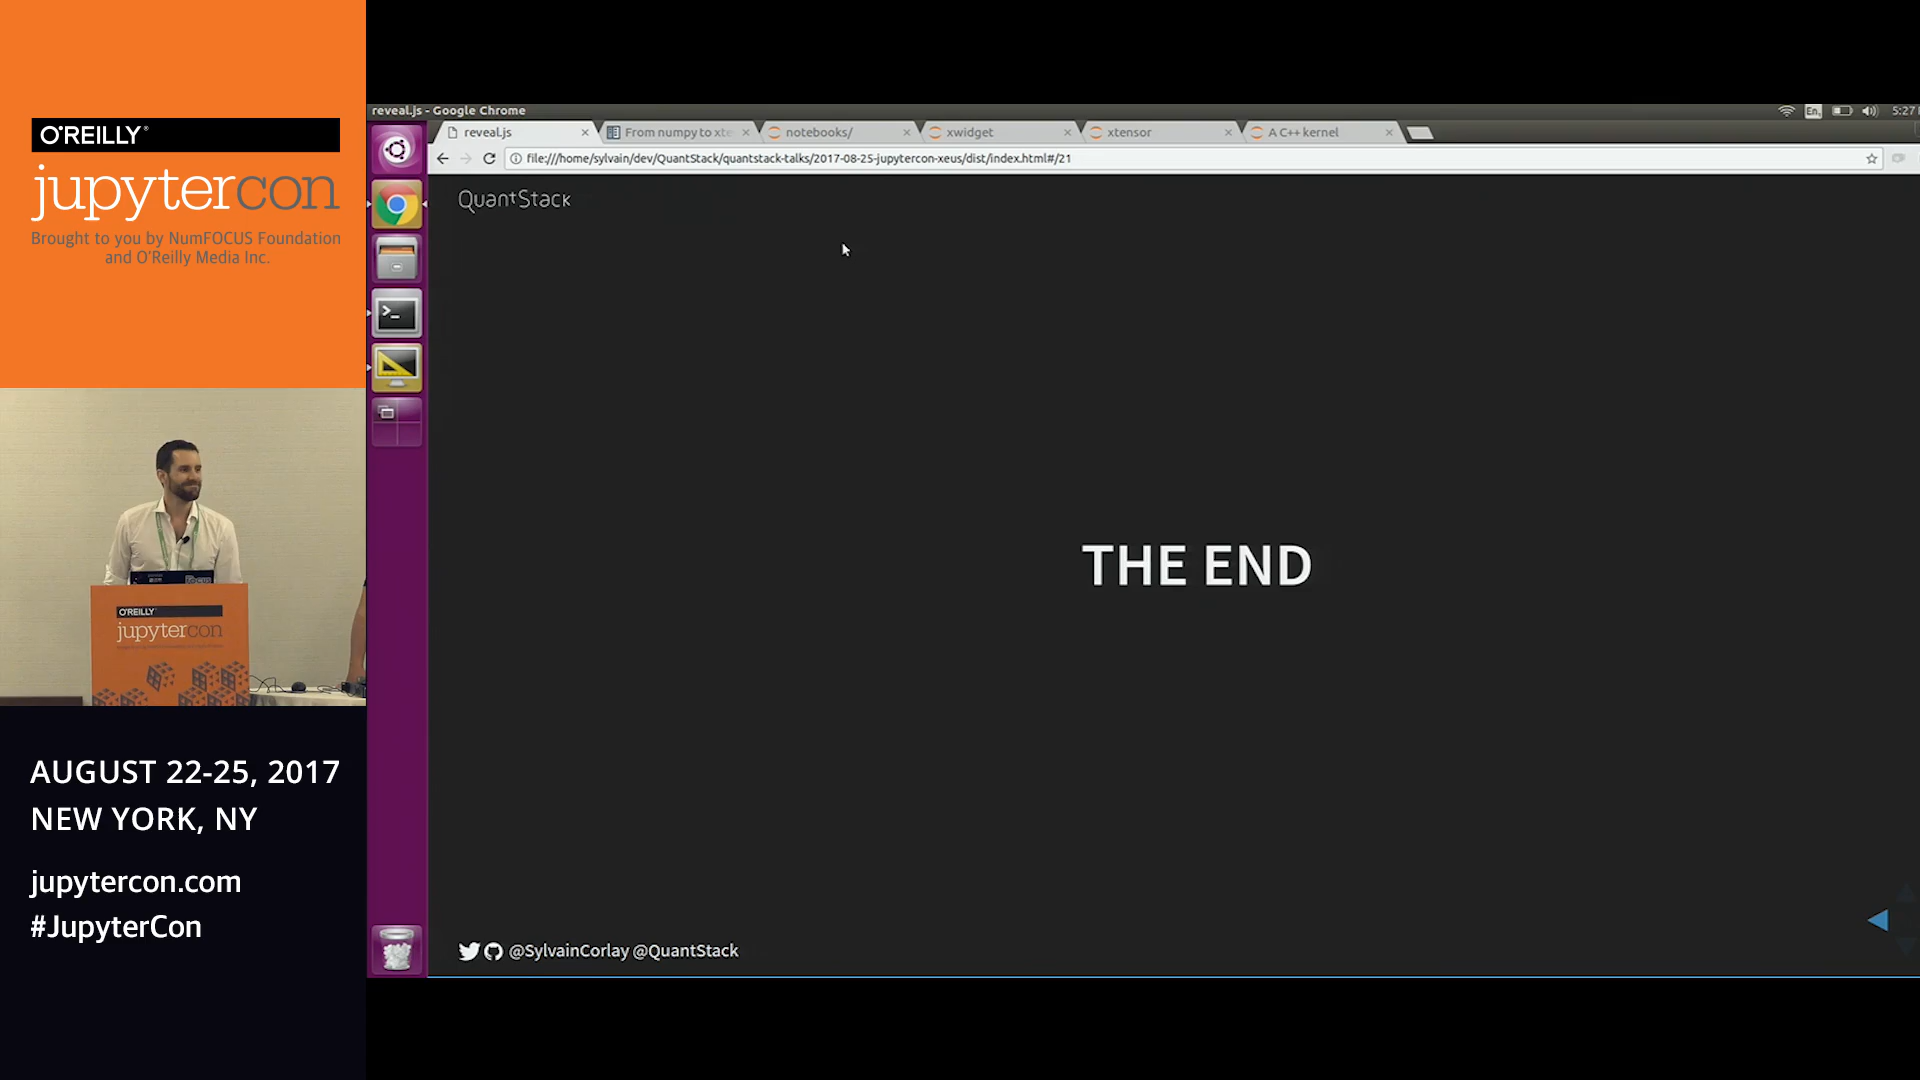 O'REILLY®
jupytercon
Brought to you by NumFOCUS Foundation
and O'Reilly Media Inc.
O'REILLY
jupytercon
AUGUST 22-25, 2017
NEW YORK, NY
jupytercon.com
#JupyterCon
reveal.js - Google Chrome
En
5:27
reveal.js
From numpy to xte
notebooks/
xwidget
xtensor
A C++ kernel
file:///home/sylvain/dev/QuantStack/quantstack-talks/2017-08-25-jupytercon-xeus/dist/index.html#/21
QuantStack
THE END
@SylvainCorlay @QuantStack